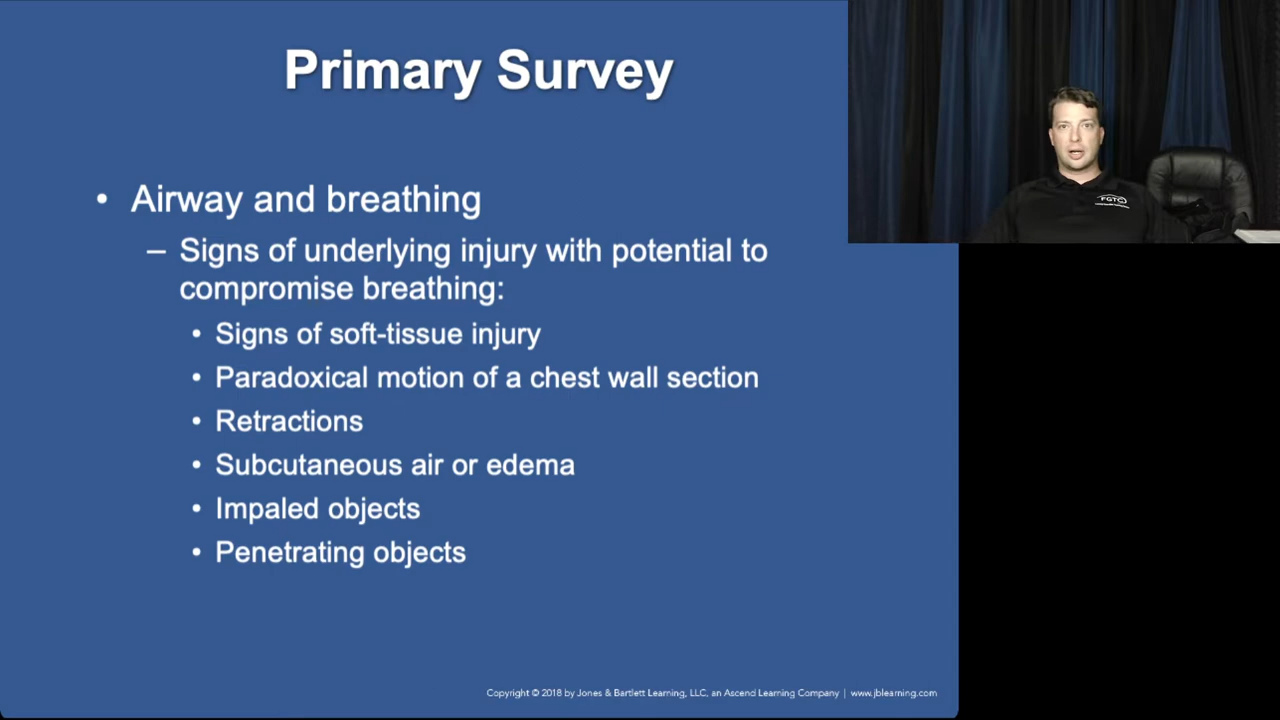 Primary Survey
• Airway and breathing
– Signs of underlying injury with potential to
compromise breathing:
• Signs of soft-tissue injury
• Paradoxical motion of a chest wall section
• Retractions
• Subcutaneous air or edema
• Impaled objects
• Penetrating objects
Copyright © 2018 by Jones & Bartlett Learning, LLC, an Ascend Learning Company | www.jblearning.com
FGTC